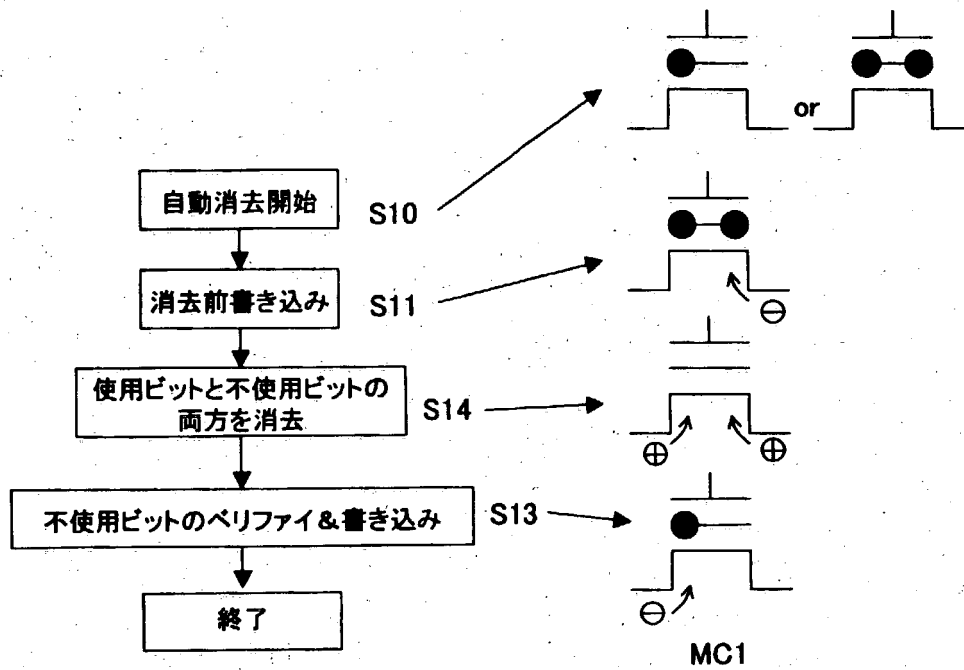 or
自動消去開始
S10
消去前書き込み
S11
⊖
使用ビットと不使用ビットの
両方を消去
S14
⊕ ⊕
不使用ビットのベリファイ&書き込み
S13
⊖
終了
MC1